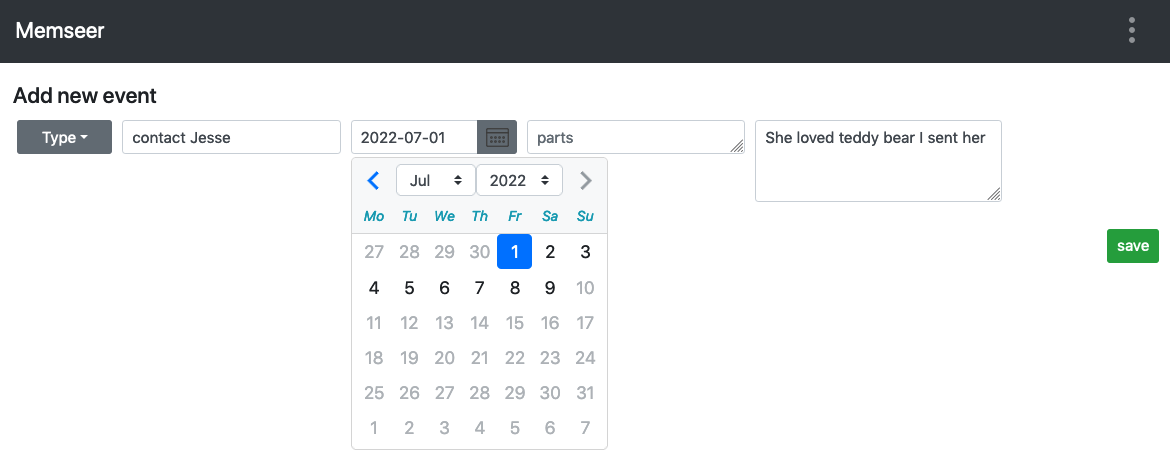 Memseer
Add new event
Type contact Jesse 2022-07-01 parts She loved teddy bear I sent her
Jul 2022
Mo Tu We Th Fr Sa Su
27 28 29 30 1 2 3
4 5 6 7 8 9 10
11 12 13 14 15 16 17
18 19 20 21 22 23 24
25 26 27 28 29 30 31
1 2 3 4 5 6 7
save